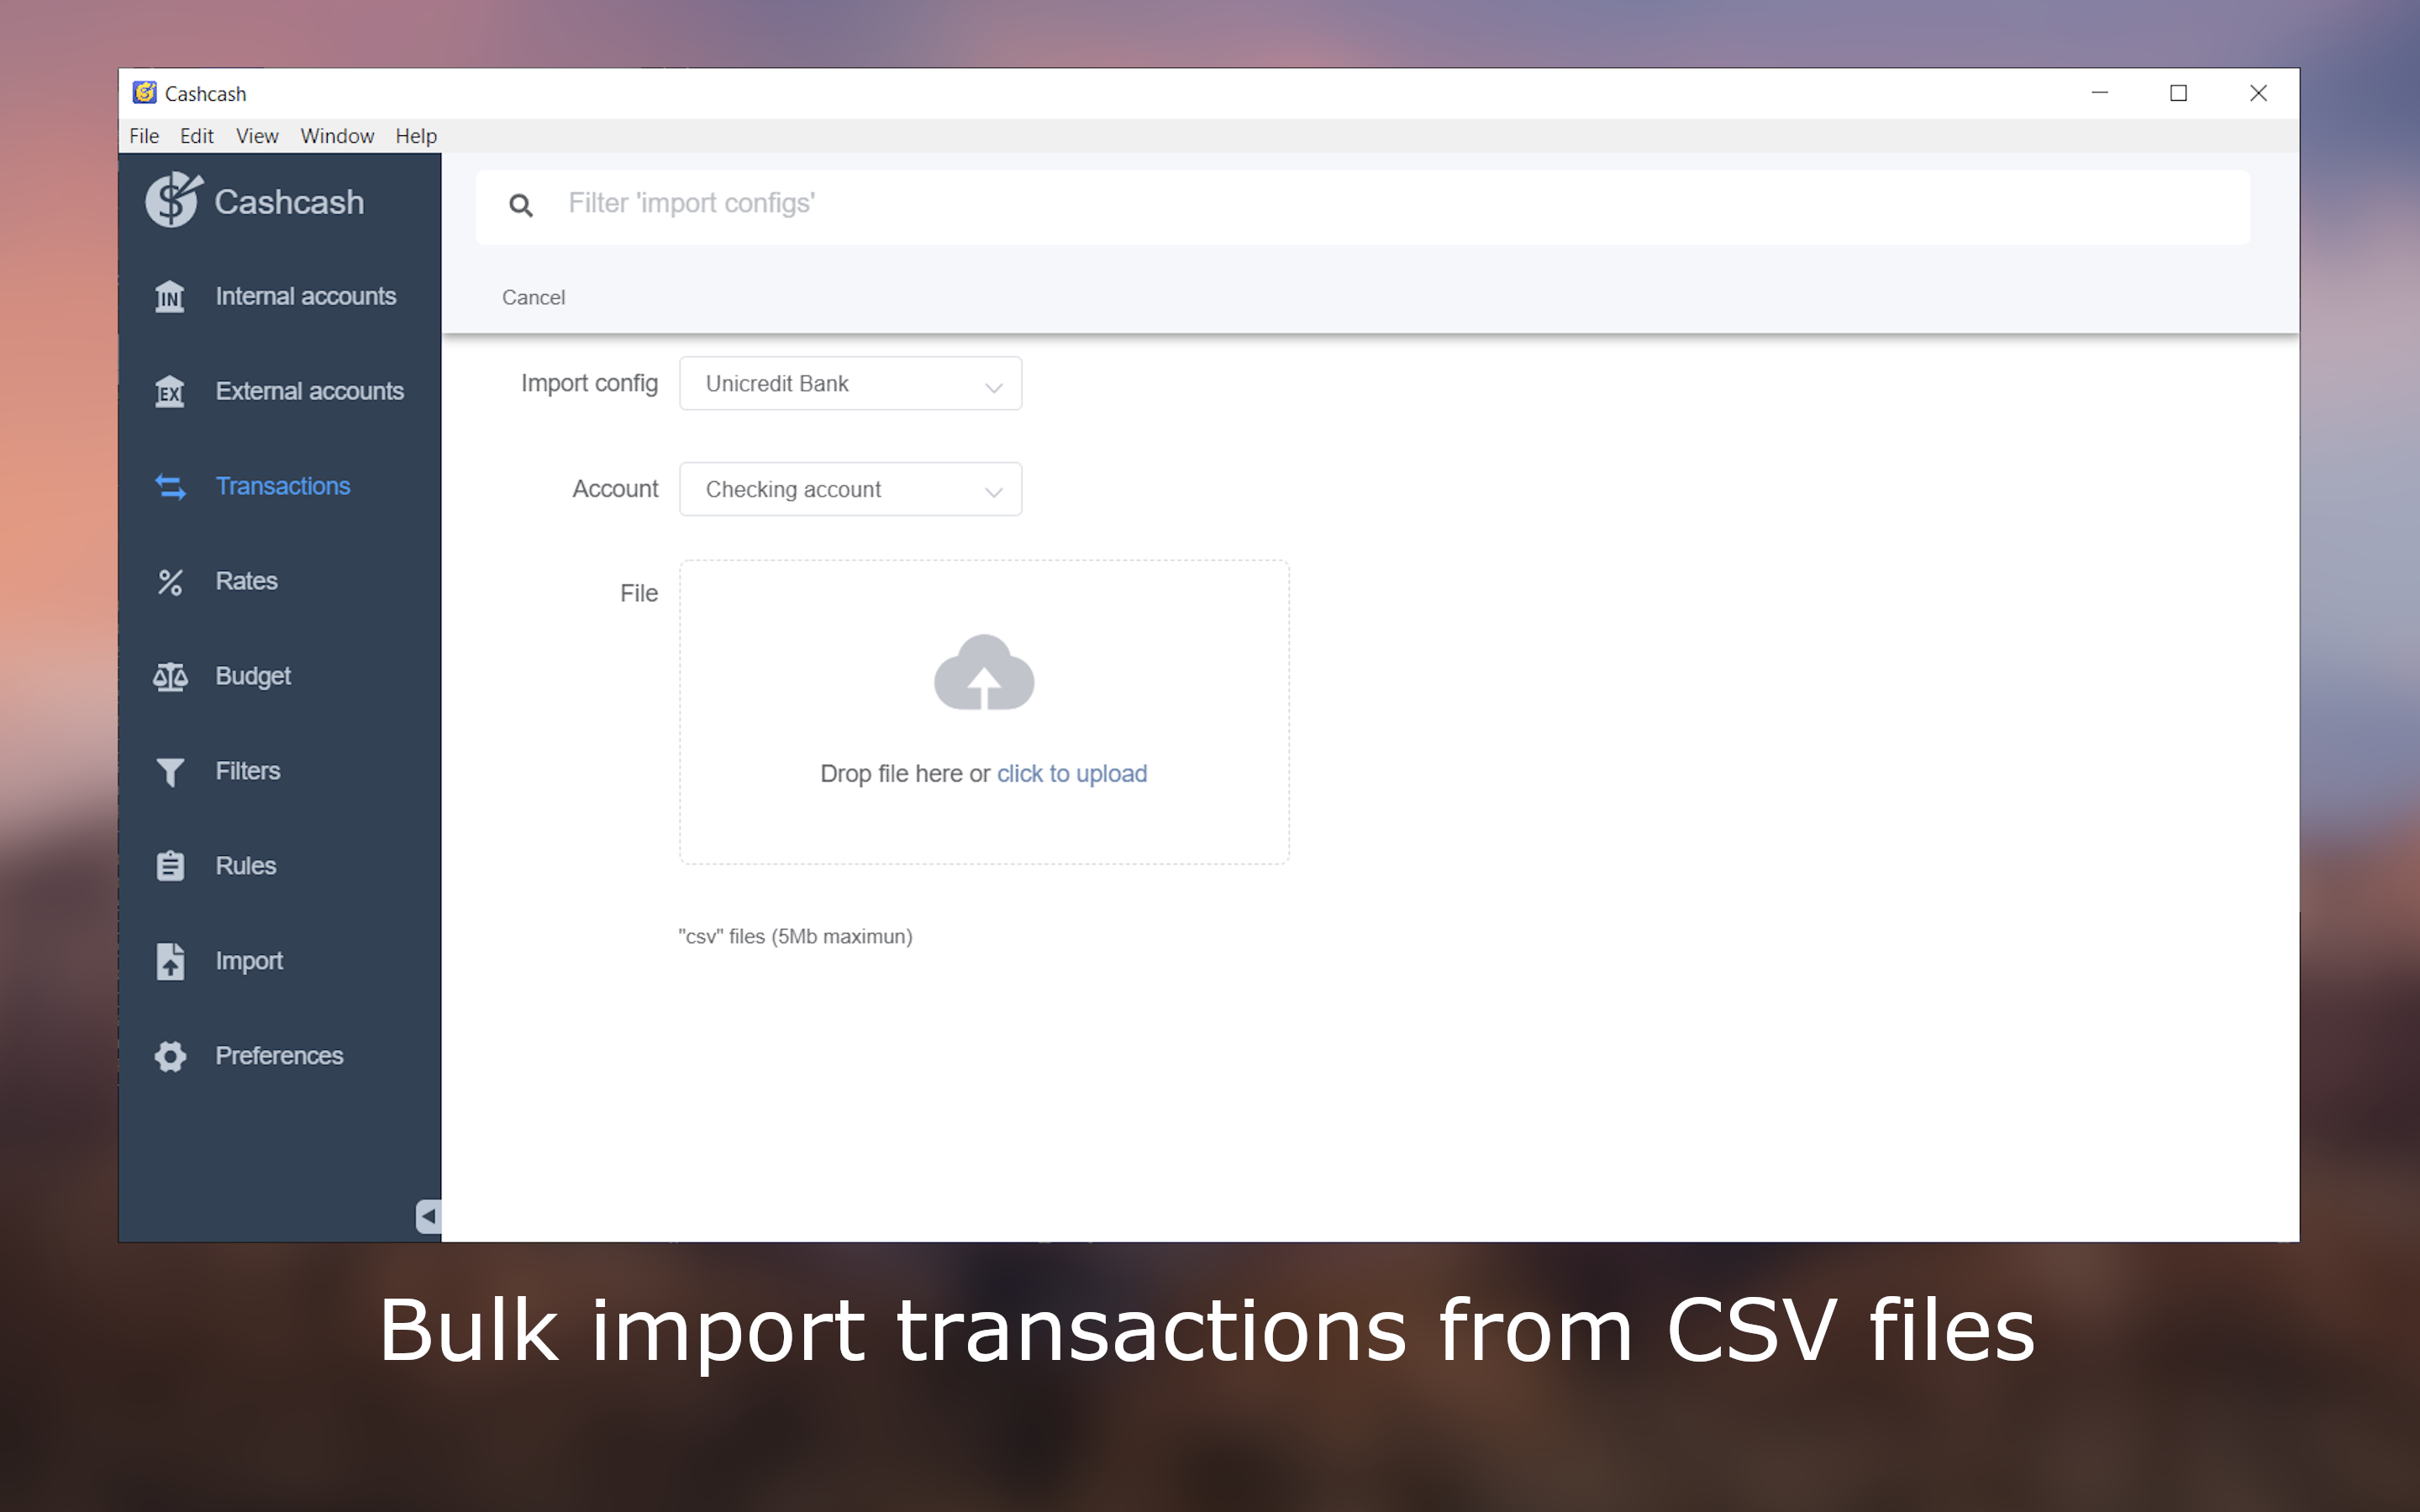 Cashcash
File Edit View Window Help
Cashcash
Filter 'import configs'
Cancel
IN Internal accounts
EX External accounts
Transactions
Rates
Budget
Filters
Rules
Import
Preferences
Import config Unicredit Bank
Account Checking account
File
Drop file here or click to upload
"csv" files (5Mb maximun)
Bulk import transactions from CSV files